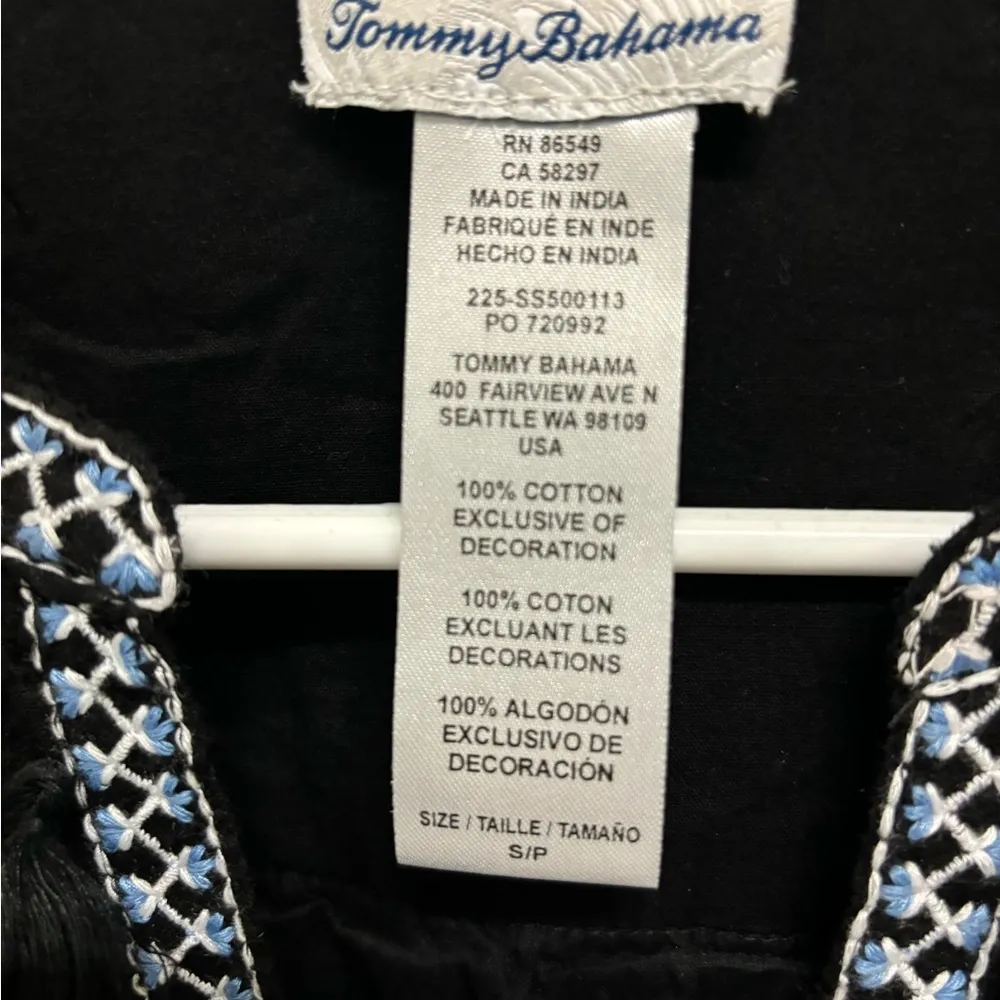 Tommy Bahama
RN 86549
CA 58297
MADE IN INDIA
FABRIQUÉ EN INDE
HECHO EN INDIA
225-SS500113
PO 720992
TOMMY BAHAMA
400 FAIRVIEW AVE N
SEATTLE WA 98109
USA
100% COTTON
EXCLUSIVE OF
DECORATION
100% COTON
EXCLUANT LES
DECORATIONS
100% ALGODÓN
EXCLUSIVO DE
DECORACIÓN
SIZE / TAILLE / TAMAÑO
S/P